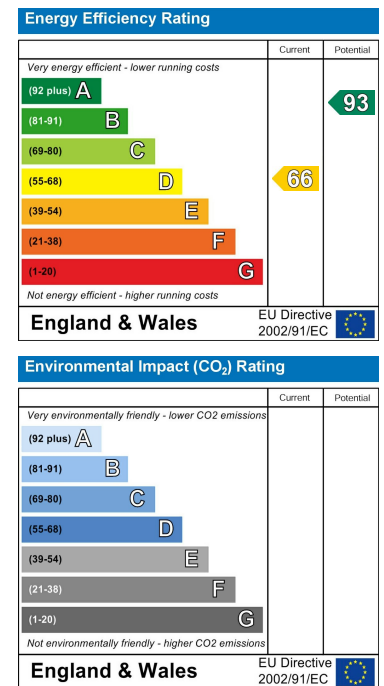 Energy Efficiency Rating
Current Potential
Very energy efficient - lower running costs
(92 plus) A
93
(81-91) B
(69-80) C
(55-68) D
66
(39-54) E
(21-38) F
(1-20) G
Not energy efficient - higher running costs
England & Wales
EU Directive
2002/91/EC
Environmental Impact (CO₂) Rating
Current Potential
Very environmentally friendly - lower CO2 emissions
(92 plus) A
(81-91) B
(69-80) C
(55-68) D
(39-54) E
(21-38) F
(1-20) G
Not environmentally friendly - higher CO2 emissions
England & Wales
EU Directive
2002/91/EC